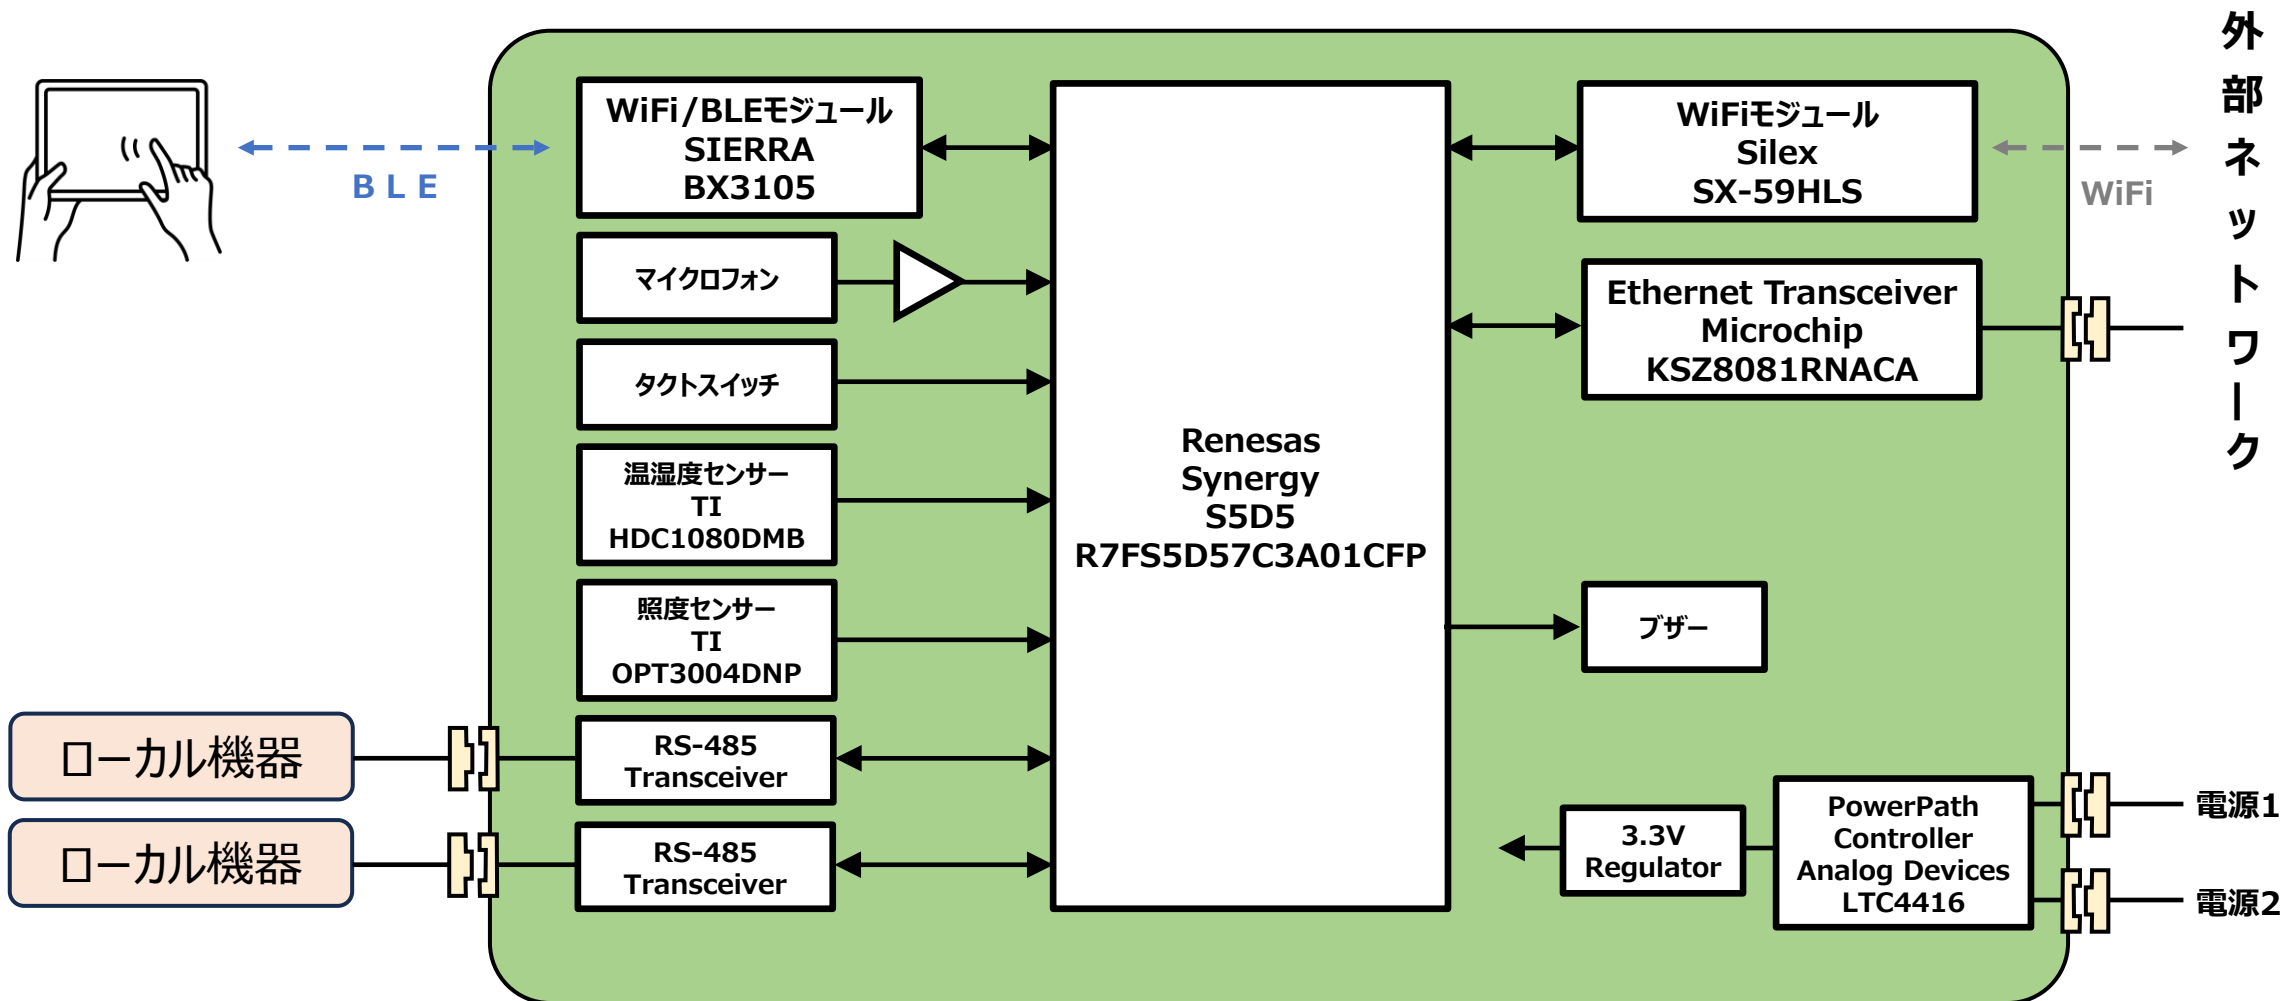 WiFi/BLEモジュール
SIERRA
BX3105
BLE
マイクロフォン
タクトスイッチ
温湿度センサー
TI
HDC1080DMB
照度センサー
TI
OPT3004DNP
ローカル機器
RS-485
Transceiver
ローカル機器
RS-485
Transceiver
Renesas
Synergy
S5D5
R7FS5D57C3A01CFP
WiFiモジュール
Silex
SX-59HLS
WiFi
Ethernet Transceiver
Microchip
KSZ8081RNACA
ブザー
3.3V
Regulator
PowerPath
Controller
Analog Devices
LTC4416
電源1
電源2
外部ネットワーク